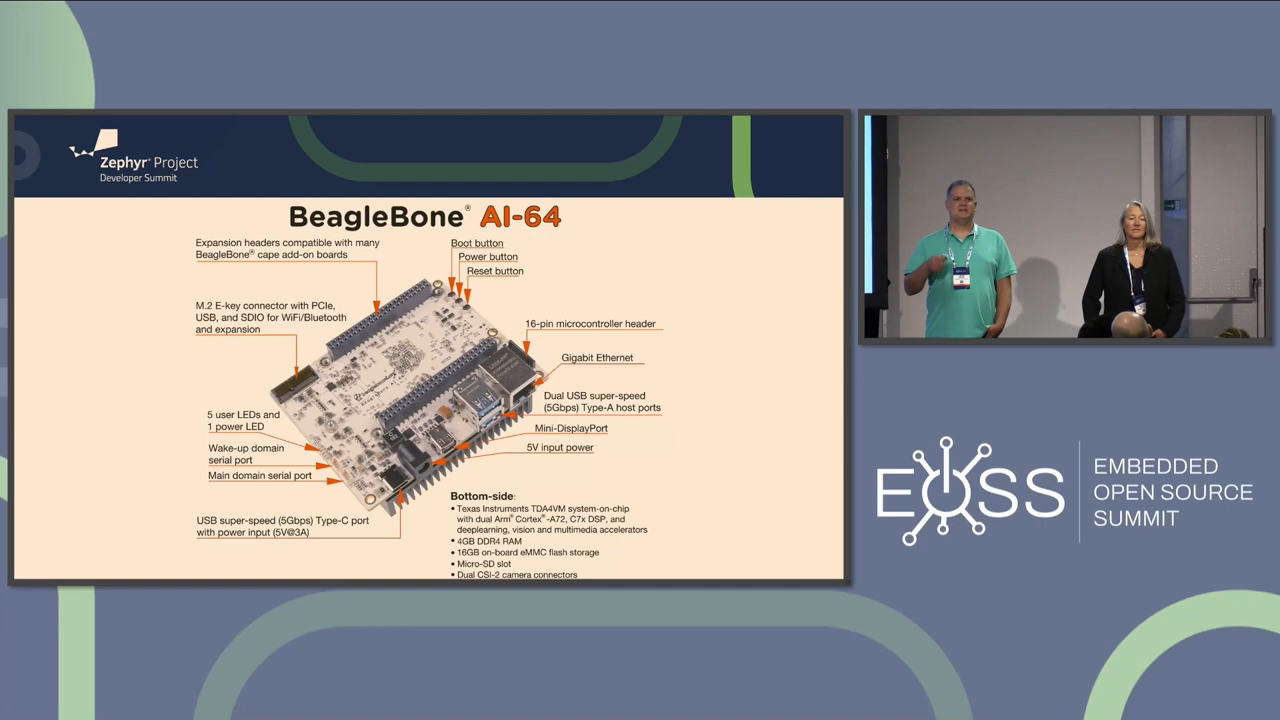 Zephyr® Project
Developer Summit
BeagleBone® AI-64
Expansion headers compatible with many
BeagleBone® cape add-on boards
Boot button
Power button
Reset button
M.2 E-key connector with PCIe,
USB, and SDIO for WiFi/Bluetooth
and expansion
16-pin microcontroller header
Gigabit Ethernet
Dual USB super-speed
(5Gbps) Type-A host ports
5 user LEDs and
1 power LED
Mini-DisplayPort
Wake-up domain
serial port
5V input power
Main domain serial port
USB super-speed (5Gbps) Type-C port
with power input (5V@3A)
Bottom-side:
• Texas Instruments TDA4VM system-on-chip
with dual Arm® Cortex®-A72, C7x DSP, and
deeplearning, vision and multimedia accelerators
• 4GB DDR4 RAM
• 16GB on-board eMMC flash storage
• Micro-SD slot
• Dual CSI-2 camera connectors
EOSS
EMBEDDED
OPEN SOURCE
SUMMIT